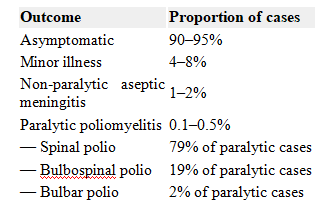 Outcome Proportion of cases
Asymptomatic 90–95%
Minor illness 4–8%
Non-paralytic aseptic
meningitis 1–2%
Paralytic poliomyelitis 0.1–0.5%
— Spinal polio 79% of paralytic cases
— Bulbospinal polio 19% of paralytic cases
— Bulbar polio 2% of paralytic cases